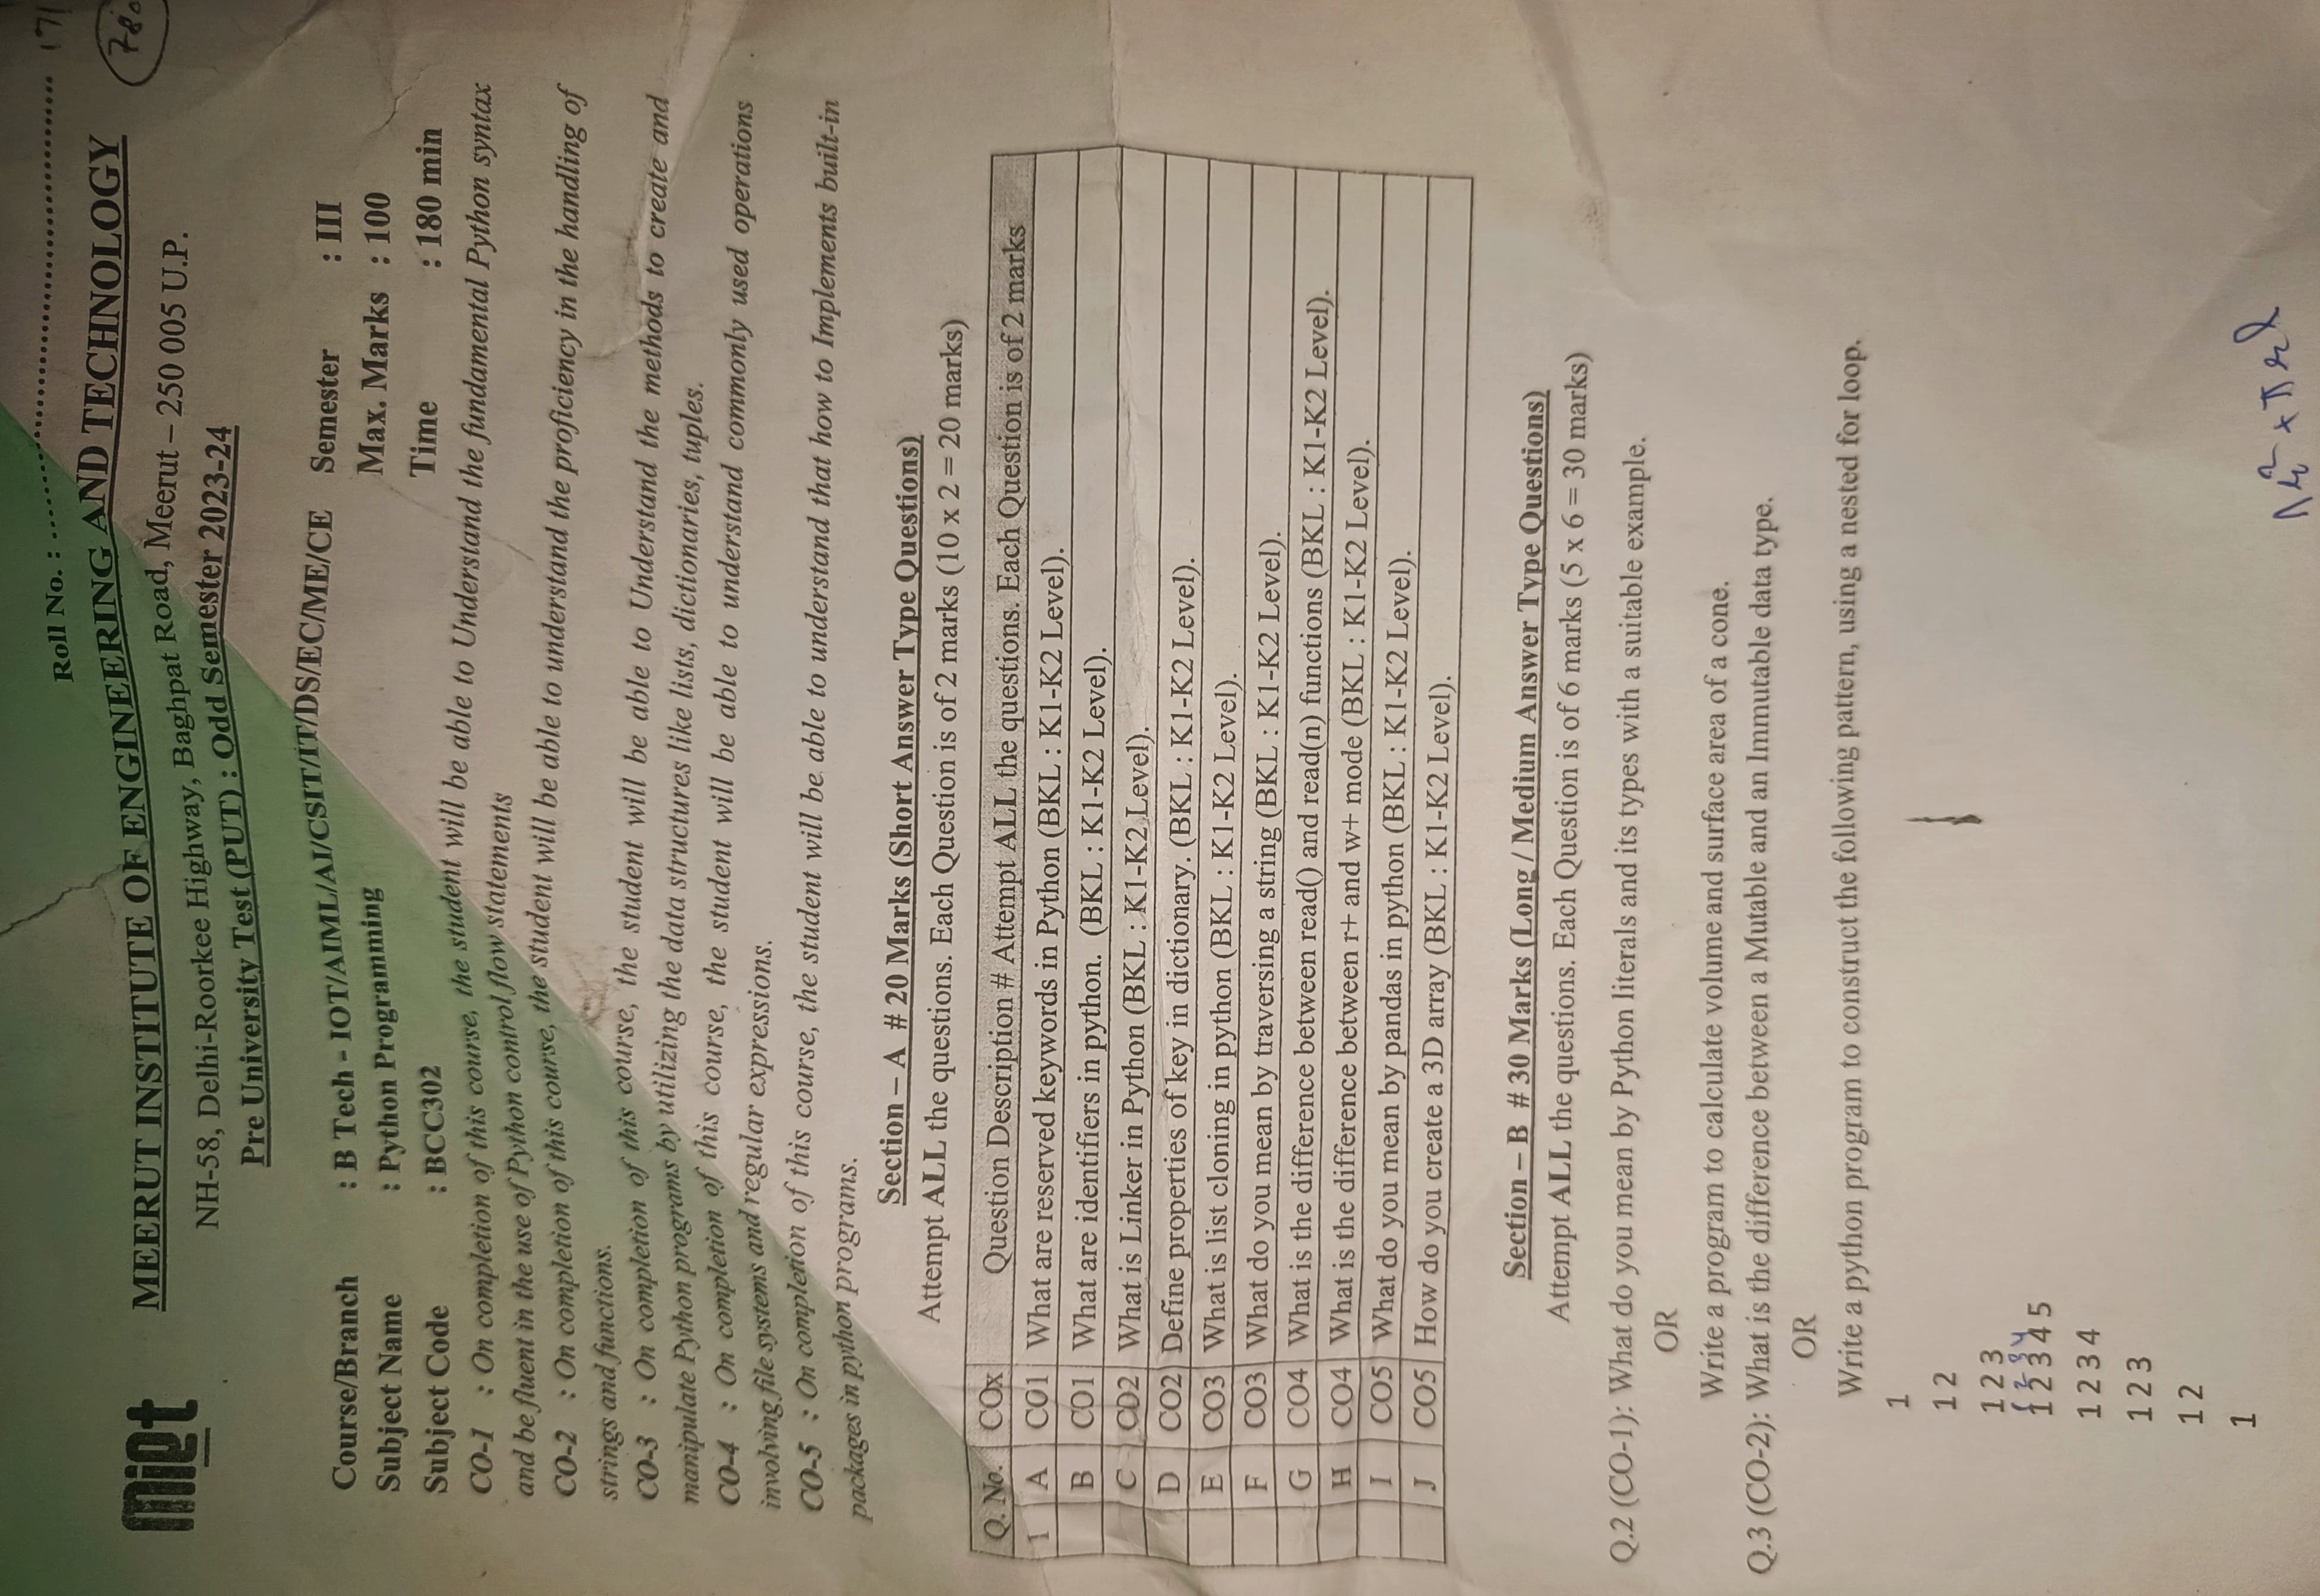 Roll No. : ........................................ 171
780
MEERUT INSTITUTE OF ENGINEERING AND TECHNOLOGY
NH-58, Delhi-Roorkee Highway, Baghpat Road, Meerut – 250 005 U.P.
Pre University Test (PUT) : Odd Semester 2023-24
miet
Course/Branch : B Tech - IOT/AIML/AI/CSIT/IT/DS/EC/ME/CE Semester : III
Subject Name : Python Programming Max. Marks : 100
Subject Code : BCC302 Time : 180 min
CO-1 : On completion of this course, the student will be able to Understand the fundamental Python syntax
and be fluent in the use of Python control flow statements
CO-2 : On completion of this course, the student will be able to understand the proficiency in the handling of
strings and functions.
CO-3 : On completion of this course, the student will be able to Understand the methods to create and
manipulate Python programs by utilizing the data structures like lists, dictionaries, tuples.
CO-4 : On completion of this course, the student will be able to understand commonly used operations
involving file systems and regular expressions.
CO-5 : On completion of this course, the student will be able to understand that how to Implements built-in
packages in python programs.
Section – A # 20 Marks (Short Answer Type Questions)
Attempt ALL the questions. Each Question is of 2 marks (10 x 2 = 20 marks)
Q. No. COx Question Description # Attempt ALL the questions. Each Question is of 2 marks
1 A CO1 What are reserved keywords in Python (BKL : K1-K2 Level).
B CO1 What are identifiers in python. (BKL : K1-K2 Level).
C CO2 What is Linker in Python (BKL : K1-K2 Level).
D CO2 Define properties of key in dictionary. (BKL : K1-K2 Level).
E CO3 What is list cloning in python (BKL : K1-K2 Level).
F CO3 What do you mean by traversing a string (BKL : K1-K2 Level).
G CO4 What is the difference between read() and read(n) functions (BKL : K1-K2 Level).
H CO4 What is the difference between r+ and w+ mode (BKL : K1-K2 Level).
I CO5 What do you mean by pandas in python (BKL : K1-K2 Level).
J CO5 How do you create a 3D array (BKL : K1-K2 Level).
Section – B # 30 Marks (Long / Medium Answer Type Questions)
Attempt ALL the questions. Each Question is of 6 marks (5 x 6 = 30 marks)
Q.2 (CO-1): What do you mean by Python literals and its types with a suitable example.
OR
Write a program to calculate volume and surface area of a cone.
Q.3 (CO-2): What is the difference between a Mutable and an Immutable data type.
OR
Write a python program to construct the following pattern, using a nested for loop.
1
1 2
1 2 3
1 2 3 4 5
1 2 3 4
1 2 3
1 2
1